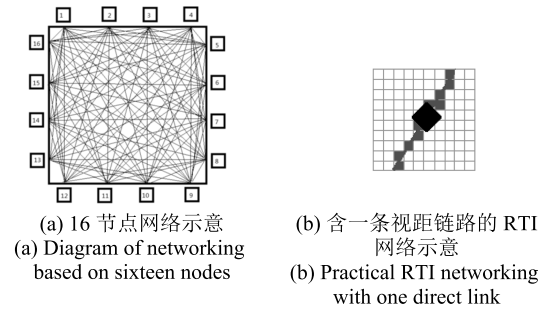 1 2 3 4
16 5
15 6
14 7
13 8
12 11 10 9
(a) 16 节点网络示意
(a) Diagram of networking
based on sixteen nodes
(b) 含一条视距链路的 RTI
网络示意
(b) Practical RTI networking
with one direct link